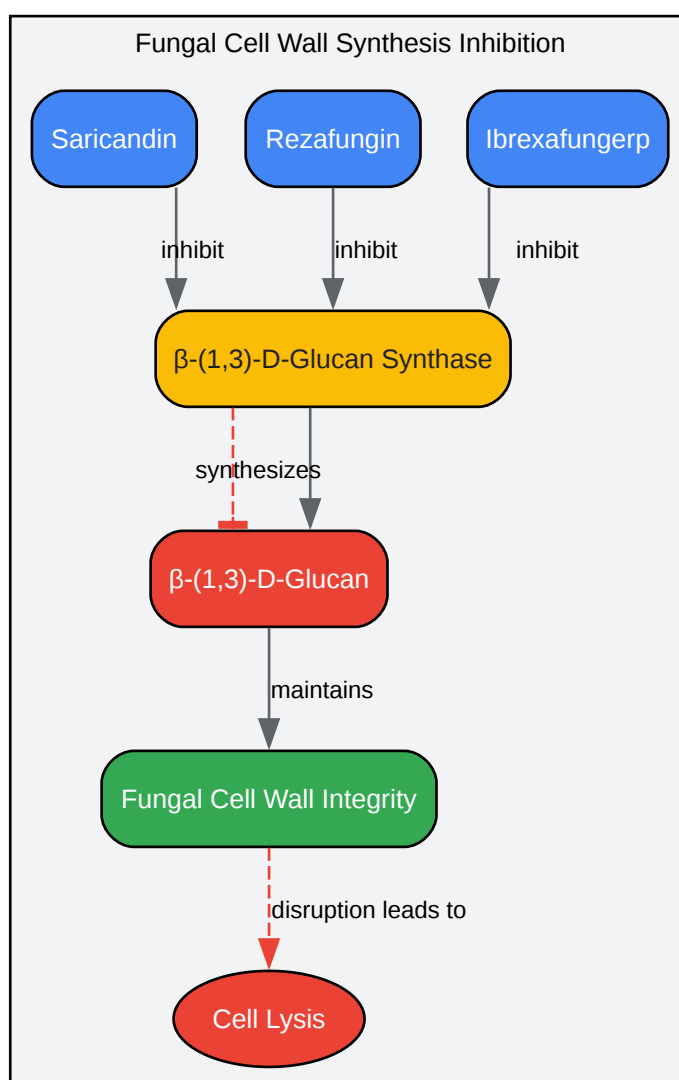 Fungal Cell Wall Synthesis Inhibition
Saricandin
Rezafungin
Ibrexafungerp
inhibit
inhibit
inhibit
β-(1,3)-D-Glucan Synthase
synthesizes
β-(1,3)-D-Glucan
maintains
Fungal Cell Wall Integrity
disruption leads to
Cell Lysis